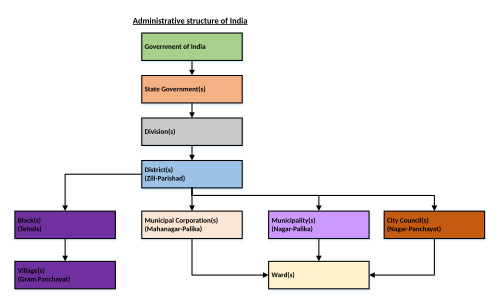 Administrative structure of India
Government of India
State Government(s)
Division(s)
District(s)
(Zill-Parishad)
Block(s)
(Tehsils)
Municipal Corporation(s)
(Mahanagar-Palika)
Municipality(s)
(Nagar-Palika)
City Council(s)
(Nagar-Panchayat)
Village(s)
(Gram Panchayat)
Ward(s)